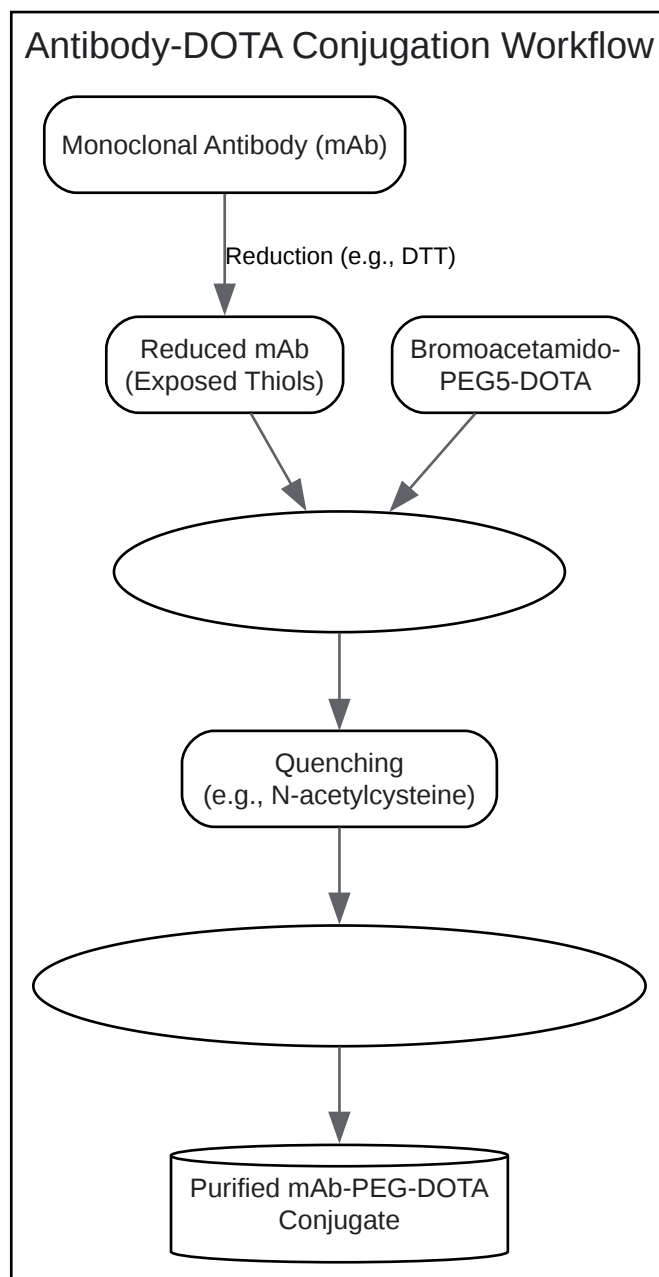 Antibody-DOTA Conjugation Workflow
Monoclonal Antibody (mAb)
Reduction (e.g., DTT)
Reduced mAb
(Exposed Thiols)
Bromoacetamido-
PEG5-DOTA
Quenching
(e.g., N-acetylcysteine)
Purified mAb-PEG-DOTA
Conjugate